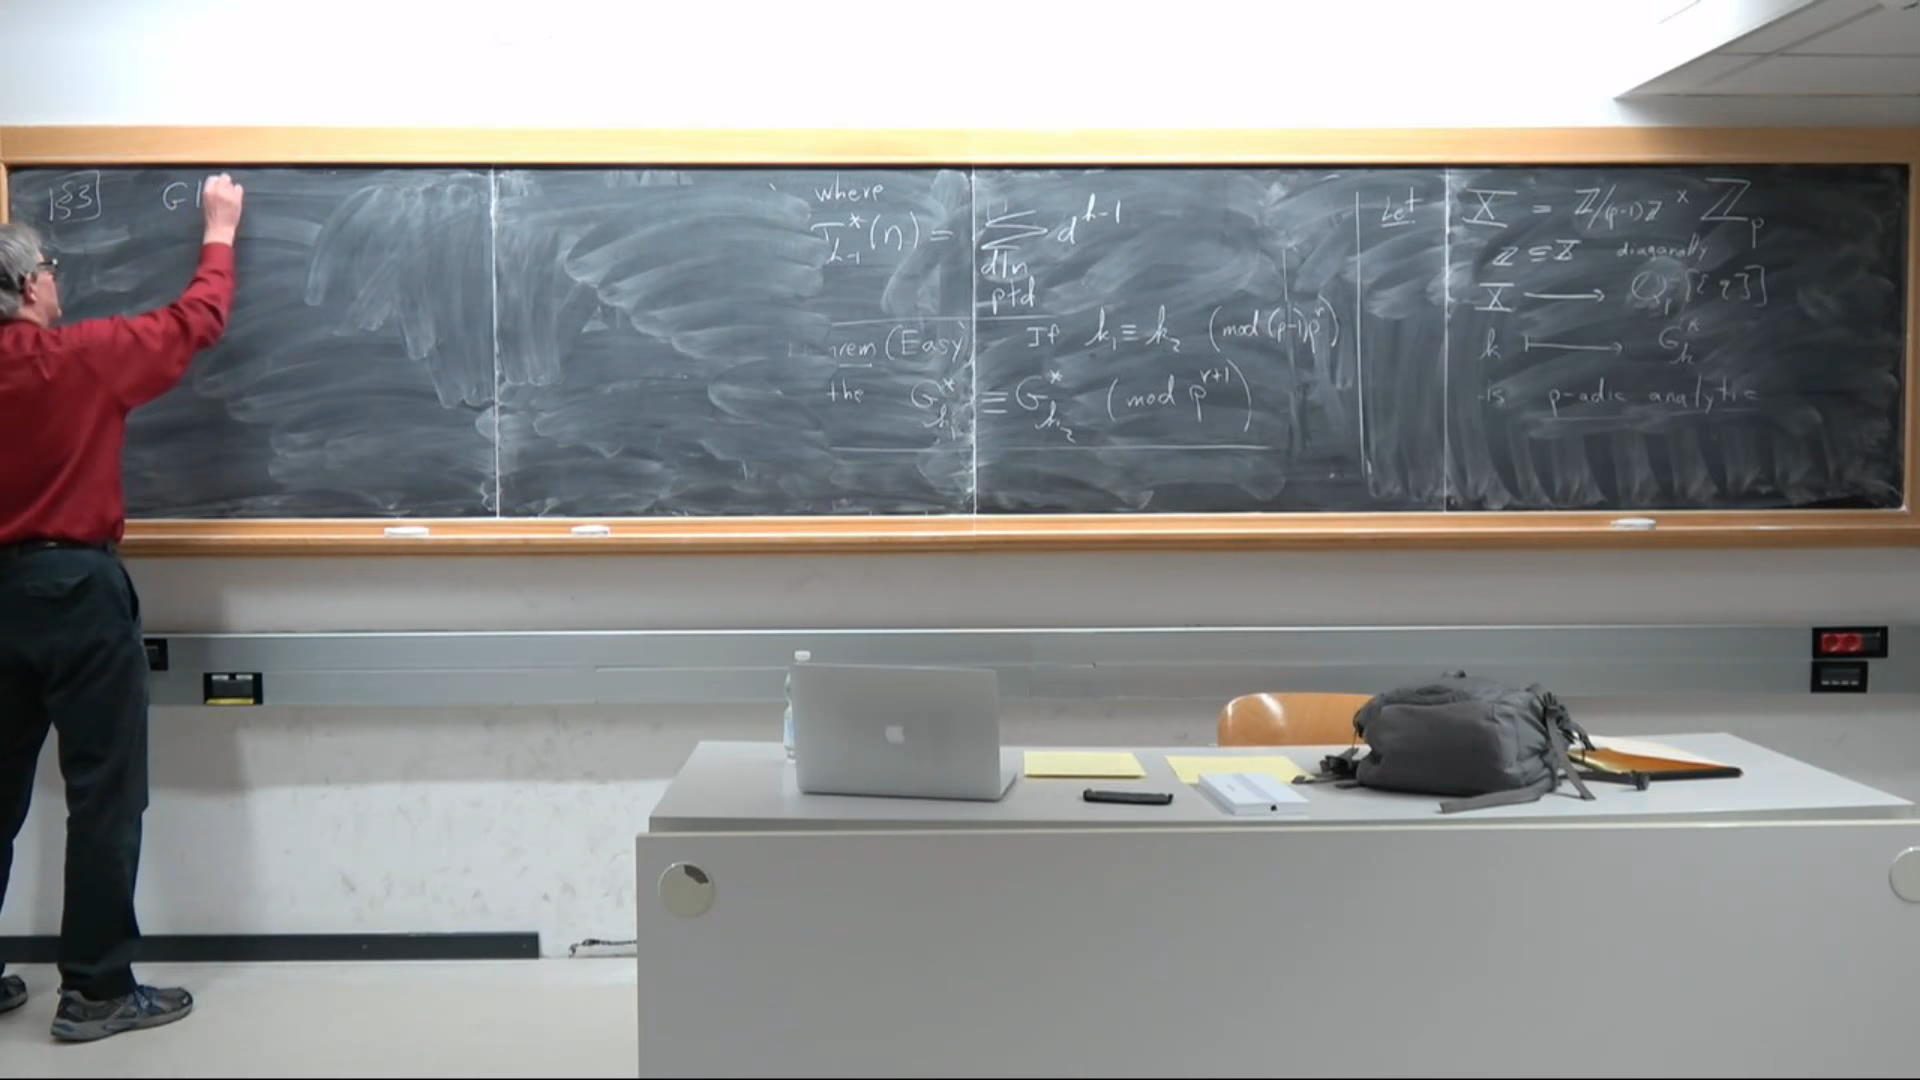 §3 Gl
where
σ*ₖ₋₁(n) = ∑ d^{k-1}
d|n
p∤d
(Easy) If k₁ ≡ k₂ (mod (p-1)p^r)
the G*ₖ₁ ≡ G*ₖ₂ (mod p^{r+1})
Let X = ℤ/(p-1)ℤ × ℤₚ
ℤ ⊆ X diagonally
X ⟶ ℚₚ[[q]]
k ⟼ G*ₖ
is p-adic analytic